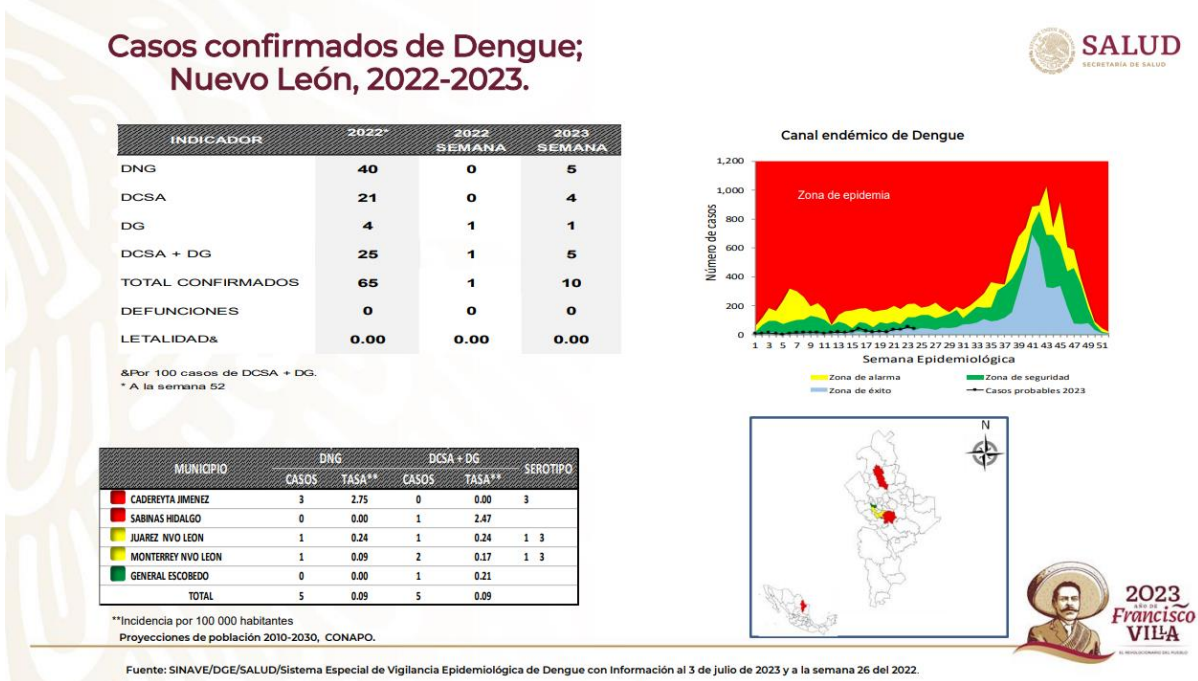 Casos confirmados de Dengue;
Nuevo León, 2022-2023.
SALUD
SECRETARÍA DE SALUD
INDICADOR 2022* 2022 SEMANA 2023 SEMANA
DNG 40 0 5
DCSA 21 0 4
DG 4 1 1
DCSA + DG 25 1 5
TOTAL CONFIRMADOS 65 1 10
DEFUNCIONES 0 0 0
LETALIDAD& 0.00 0.00 0.00
&Por 100 casos de DCSA + DG.
* A la semana 52
Canal endémico de Dengue
Número de casos
1,200
1,000
800
600
400
200
0
Zona de epidemia
1 3 5 7 9 11 13 15 17 19 21 23 25 27 29 31 33 35 37 39 41 43 45 47 49 51
Semana Epidemiológica
Zona de alarma Zona de seguridad
Zona de éxito Casos probables 2023
MUNICIPIO DNG DCSA + DG SEROTIPO
CASOS TASA** CASOS TASA**
CADEREYTA JIMENEZ 3 2.75 0 0.00 3
SABINAS HIDALGO 0 0.00 1 2.47
JUAREZ NVO LEON 1 0.24 1 0.24 1 3
MONTERREY NVO LEON 1 0.09 2 0.17 1 3
GENERAL ESCOBEDO 0 0.00 1 0.21
TOTAL 5 0.09 5 0.09
**Incidencia por 100 000 habitantes
Proyecciones de población 2010-2030, CONAPO.
N
2023
AÑO DE
Francisco
VILLA
EL REVOLUCIONARIO DEL PUEBLO
Fuente: SINAVE/DGE/SALUD/Sistema Especial de Vigilancia Epidemiológica de Dengue con Información al 3 de julio de 2023 y a la semana 26 del 2022.